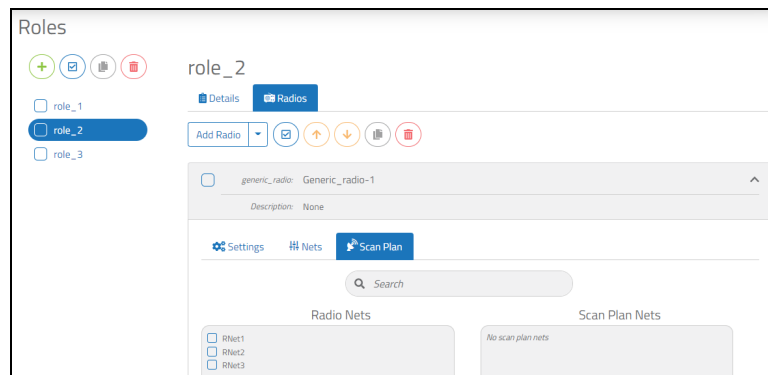 Roles
role_1
role_2
role_3
role_2
Details Radios
Add Radio
generic_radio: Generic_radio-1
Description: None
Settings Nets Scan Plan
Search
Radio Nets Scan Plan Nets
RNet1 No scan plan nets
RNet2
RNet3